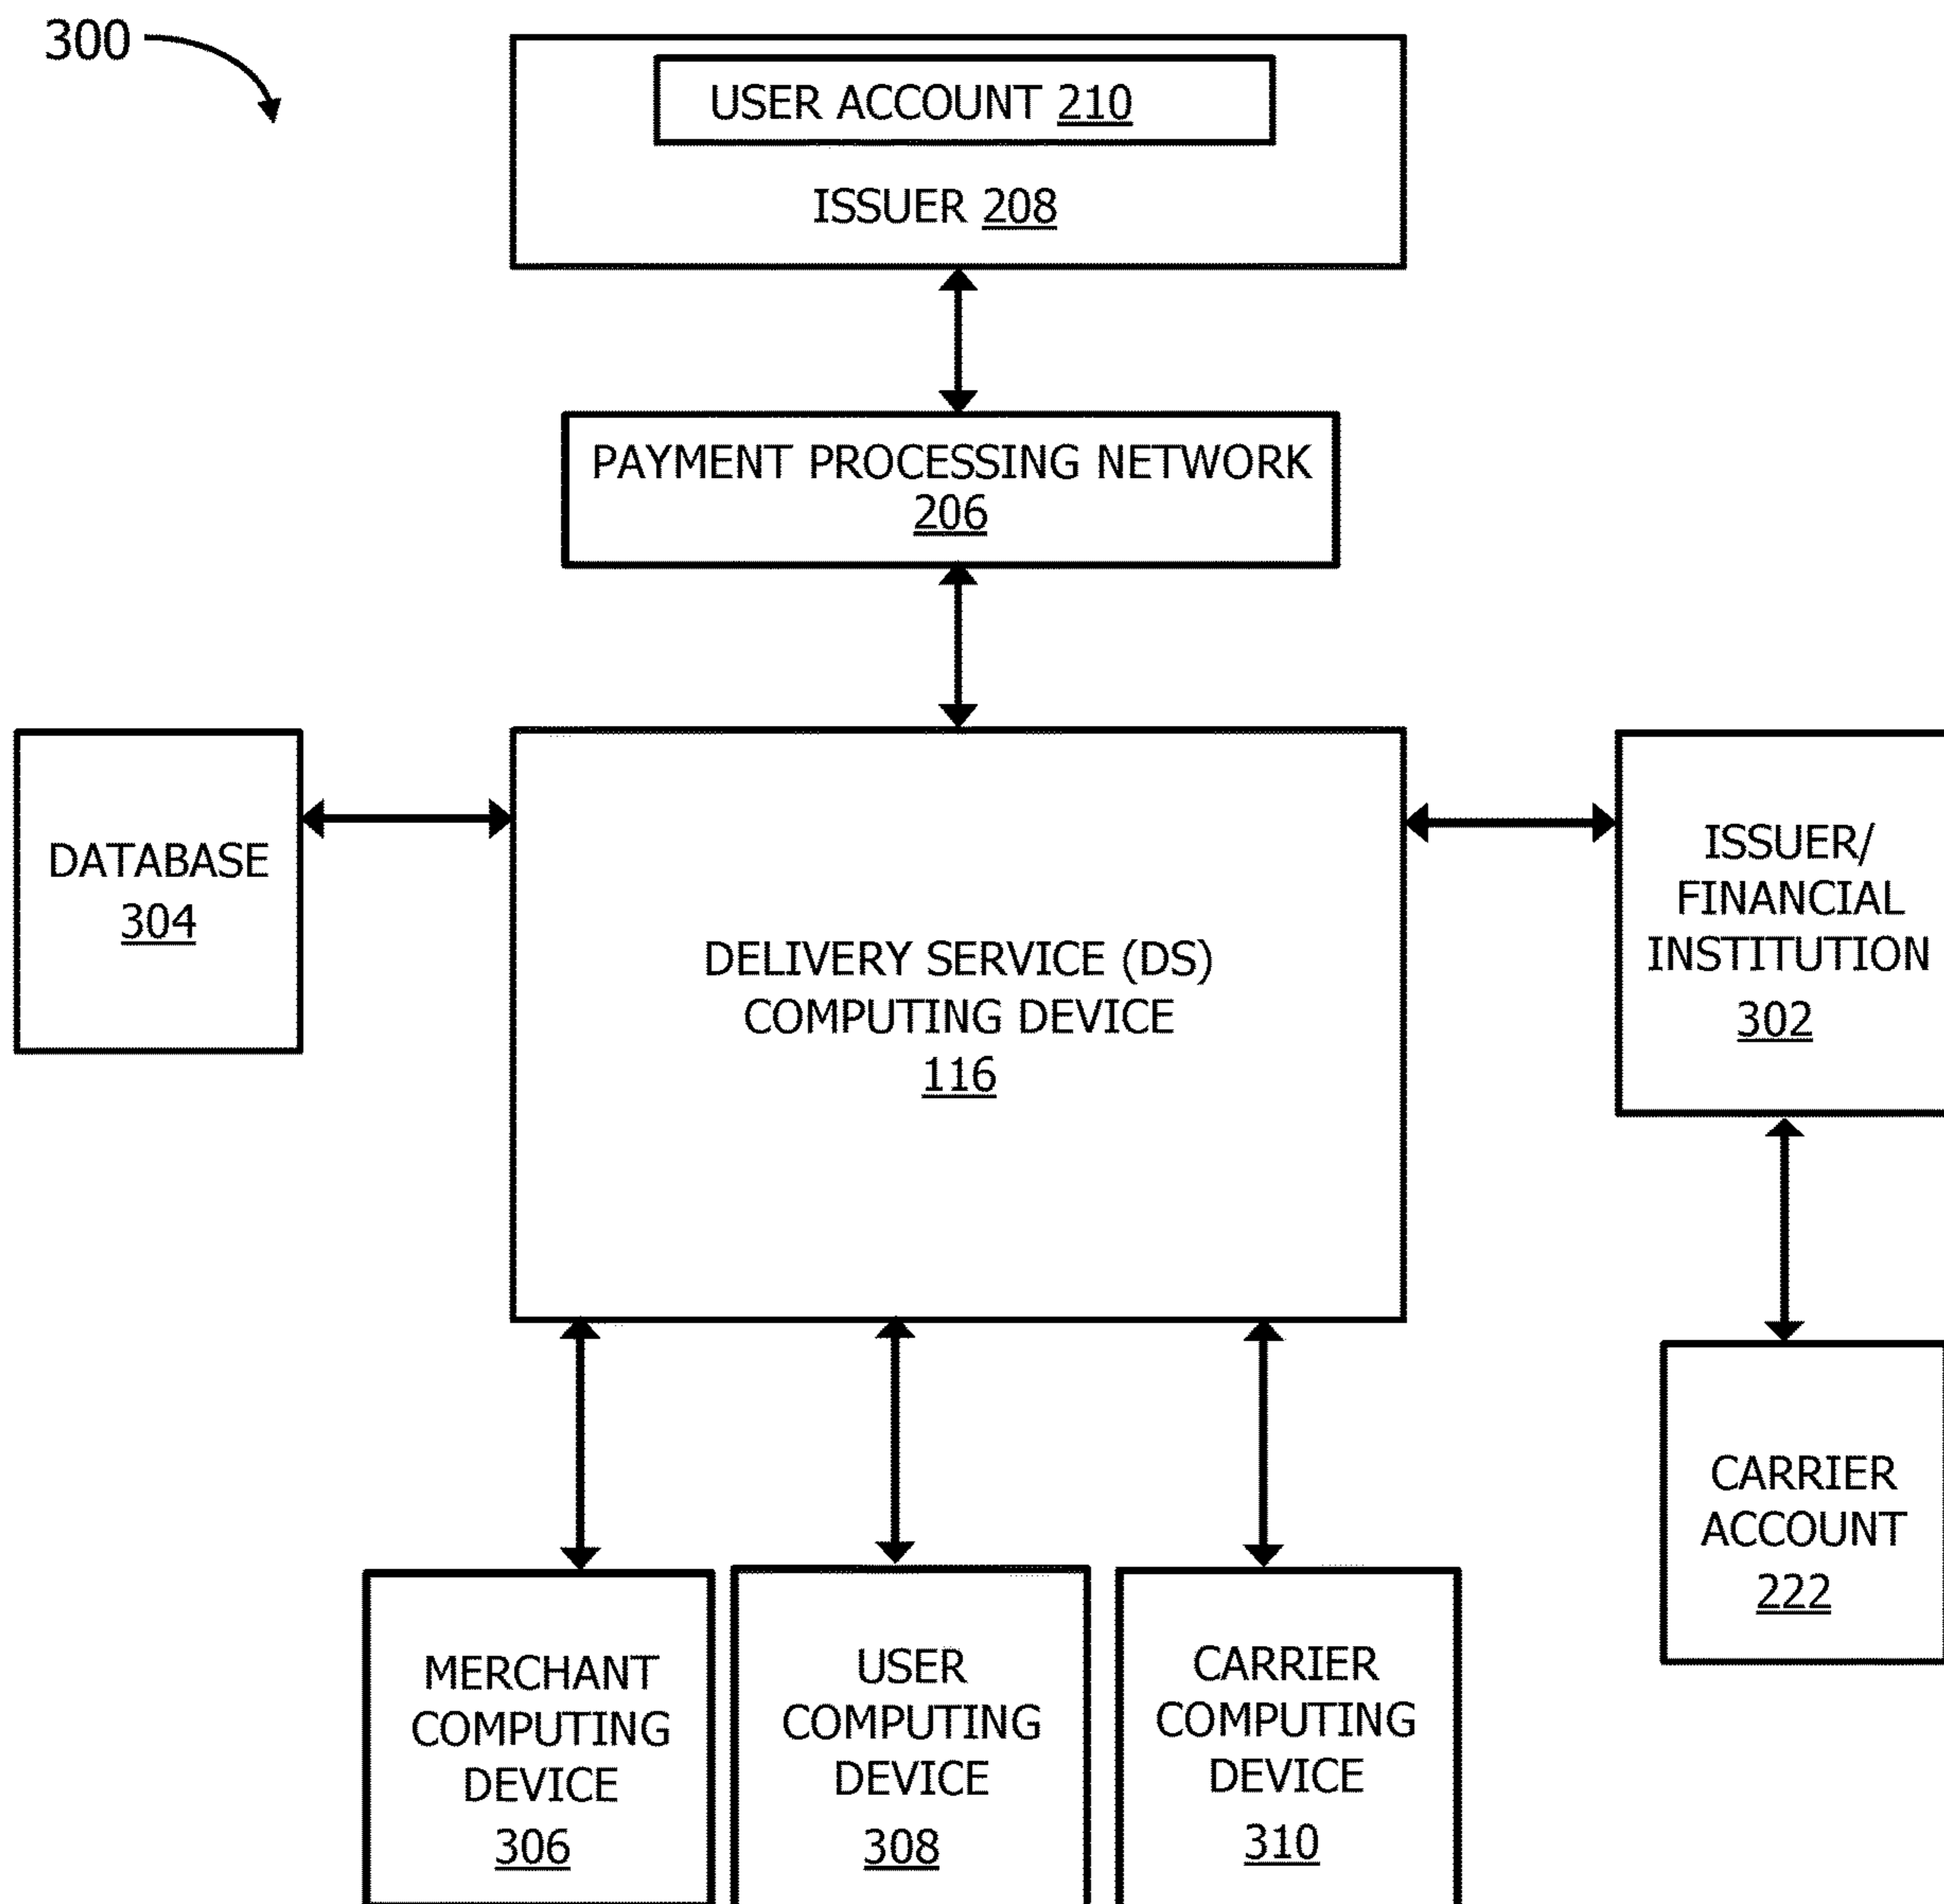 300
USER ACCOUNT 210
ISSUER 208
PAYMENT PROCESSING NETWORK
206
DATABASE
304
DELIVERY SERVICE (DS)
COMPUTING DEVICE
116
ISSUER/
FINANCIAL
INSTITUTION
302
MERCHANT
COMPUTING
DEVICE
306
USER
COMPUTING
DEVICE
308
CARRIER
COMPUTING
DEVICE
310
CARRIER
ACCOUNT
222